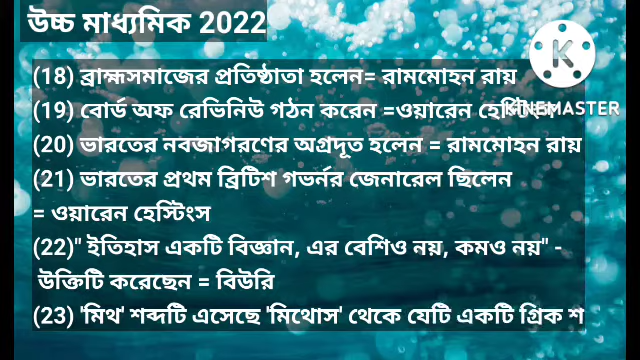 উচ্চ মাধ্যমিক 2022
(18) ব্রাহ্মসমাজের প্রতিষ্ঠাতা হলেন= রামমোহন রায়
(19) বোর্ড অফ রেভিনিউ গঠন করেন =ওয়ারেন হেস্টিংস
KINEMASTER
(20) ভারতের নবজাগরণের অগ্রদূত হলেন = রামমোহন রায়
(21) ভারতের প্রথম ব্রিটিশ গভর্নর জেনারেল ছিলেন
= ওয়ারেন হেস্টিংস
(22)" ইতিহাস একটি বিজ্ঞান, এর বেশিও নয়, কমও নয়" -
উক্তিটি করেছেন = বিউরি
(23) 'মিথ' শব্দটি এসেছে 'মিথোস' থেকে যেটি একটি গ্রিক শ